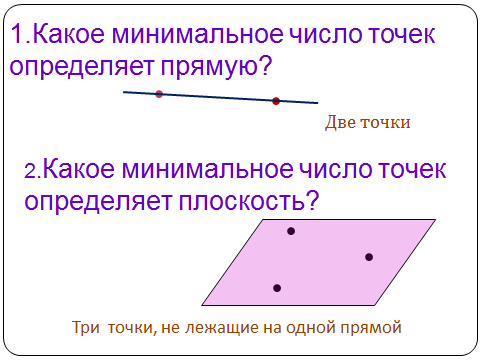 1.Какое минимальное число точек
определяет прямую?
Две точки
2.Какое минимальное число точек
определяет плоскость?
Три точки, не лежащие на одной прямой